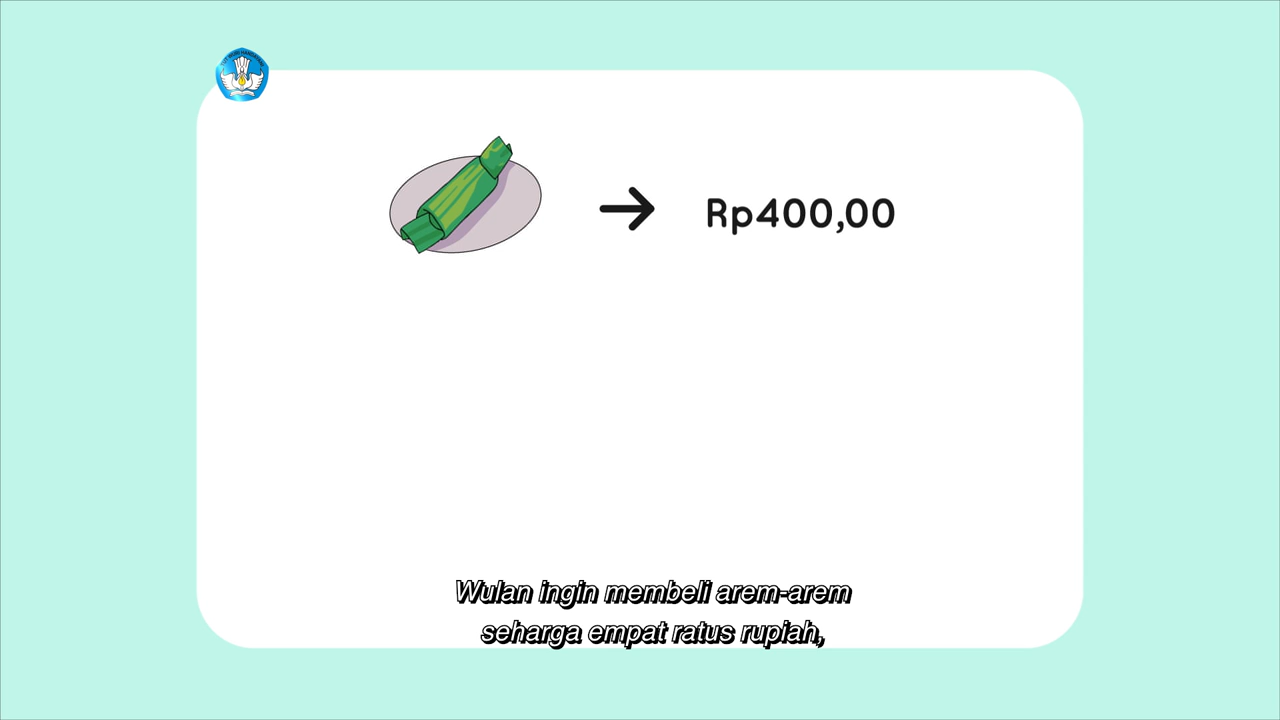 Rp400,00
Wulan ingin membeli arem-arem
seharga empat ratus rupiah,